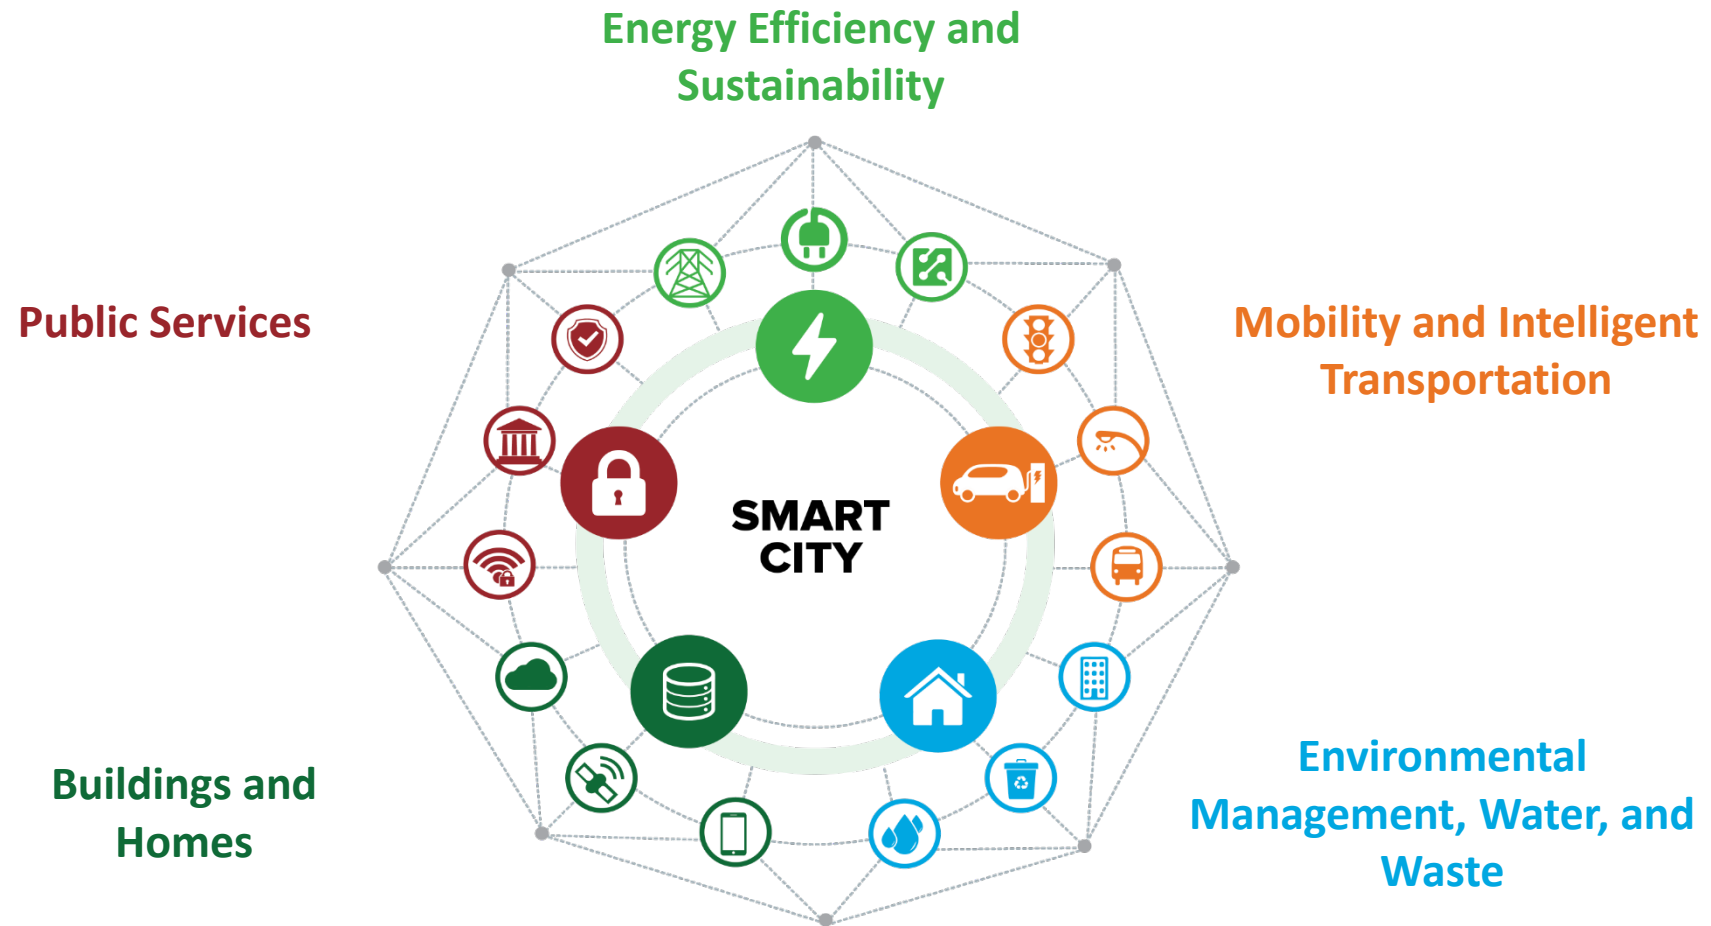 Energy Efficiency and
Sustainability
Public Services
Mobility and Intelligent
Transportation
SMART
CITY
Buildings and
Homes
Environmental
Management, Water, and
Waste